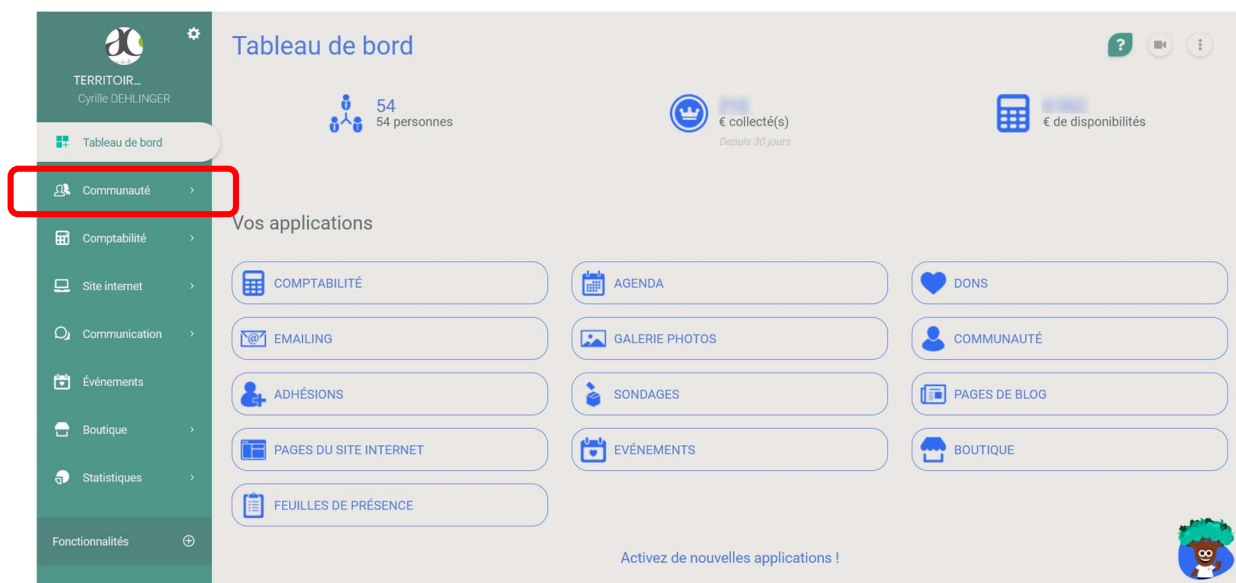 TERRITOIR...
Cyrille DEHLINGER
Tableau de bord
Communauté
Comptabilité
Site internet
Communication
Événements
Boutique
Statistiques
Fonctionnalités
Tableau de bord
?
54
54 personnes
€ collecté(s)
Depuis 30 jours
€ de disponibilités
Vos applications
COMPTABILITÉ
AGENDA
DONS
EMAILING
GALERIE PHOTOS
COMMUNAUTÉ
ADHÉSIONS
SONDAGES
PAGES DE BLOG
PAGES DU SITE INTERNET
EVÉNEMENTS
BOUTIQUE
FEUILLES DE PRÉSENCE
Activez de nouvelles applications !